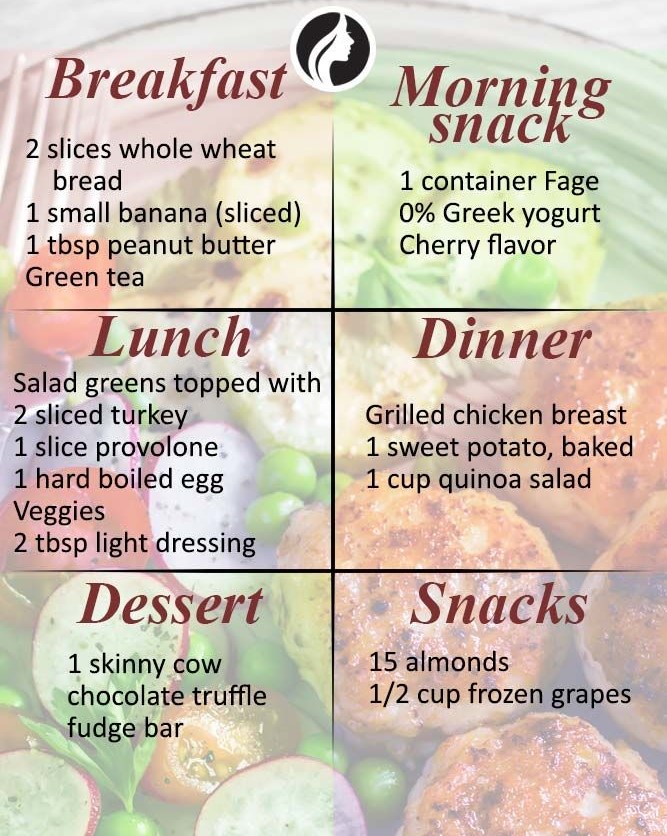 Breakfast
2 slices whole wheat
bread
1 small banana (sliced)
1 tbsp peanut butter
Green tea
Morning
snack
1 container Fage
0% Greek yogurt
Cherry flavor
Lunch
Salad greens topped with
2 sliced turkey
1 slice provolone
1 hard boiled egg
Veggies
2 tbsp light dressing
Dinner
Grilled chicken breast
1 sweet potato, baked
1 cup quinoa salad
Dessert
1 skinny cow
chocolate truffle
fudge bar
Snacks
15 almonds
1/2 cup frozen grapes